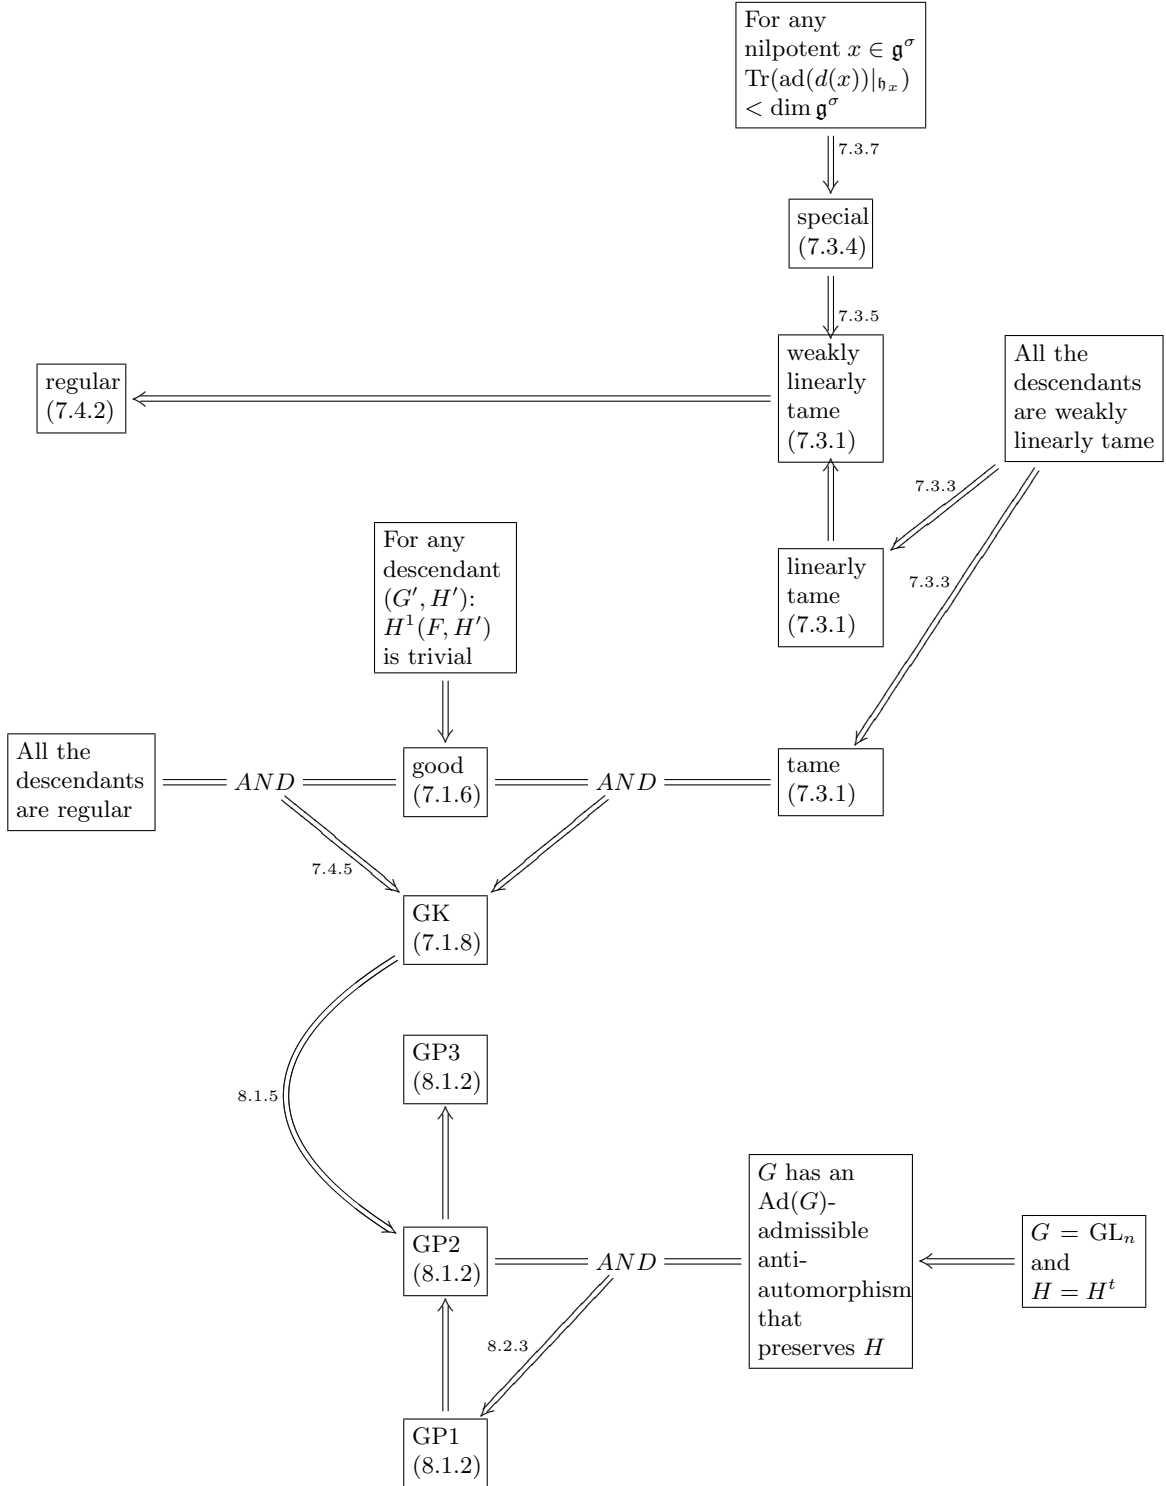 For any
nilpotent x ∈ 𝔤^σ
Tr(ad(d(x))|_{𝔥_x})
< dim 𝔤^σ
7.3.7
special
(7.3.4)
7.3.5
weakly
linearly
tame
(7.3.1)
All the
descendants
are weakly
linearly tame
regular
(7.4.2)
7.3.3
For any
descendant
(G′, H′):
H^1(F, H′)
is trivial
linearly
tame
(7.3.1)
7.3.3
All the
descendants
are regular
AND
good
(7.1.6)
AND
tame
(7.3.1)
7.4.5
GK
(7.1.8)
GP3
(8.1.2)
8.1.5
GP2
(8.1.2)
AND
G has an
Ad(G)-
admissible
anti-
automorphism
that
preserves H
G = GL_n
and
H = H^t
8.2.3
GP1
(8.1.2)